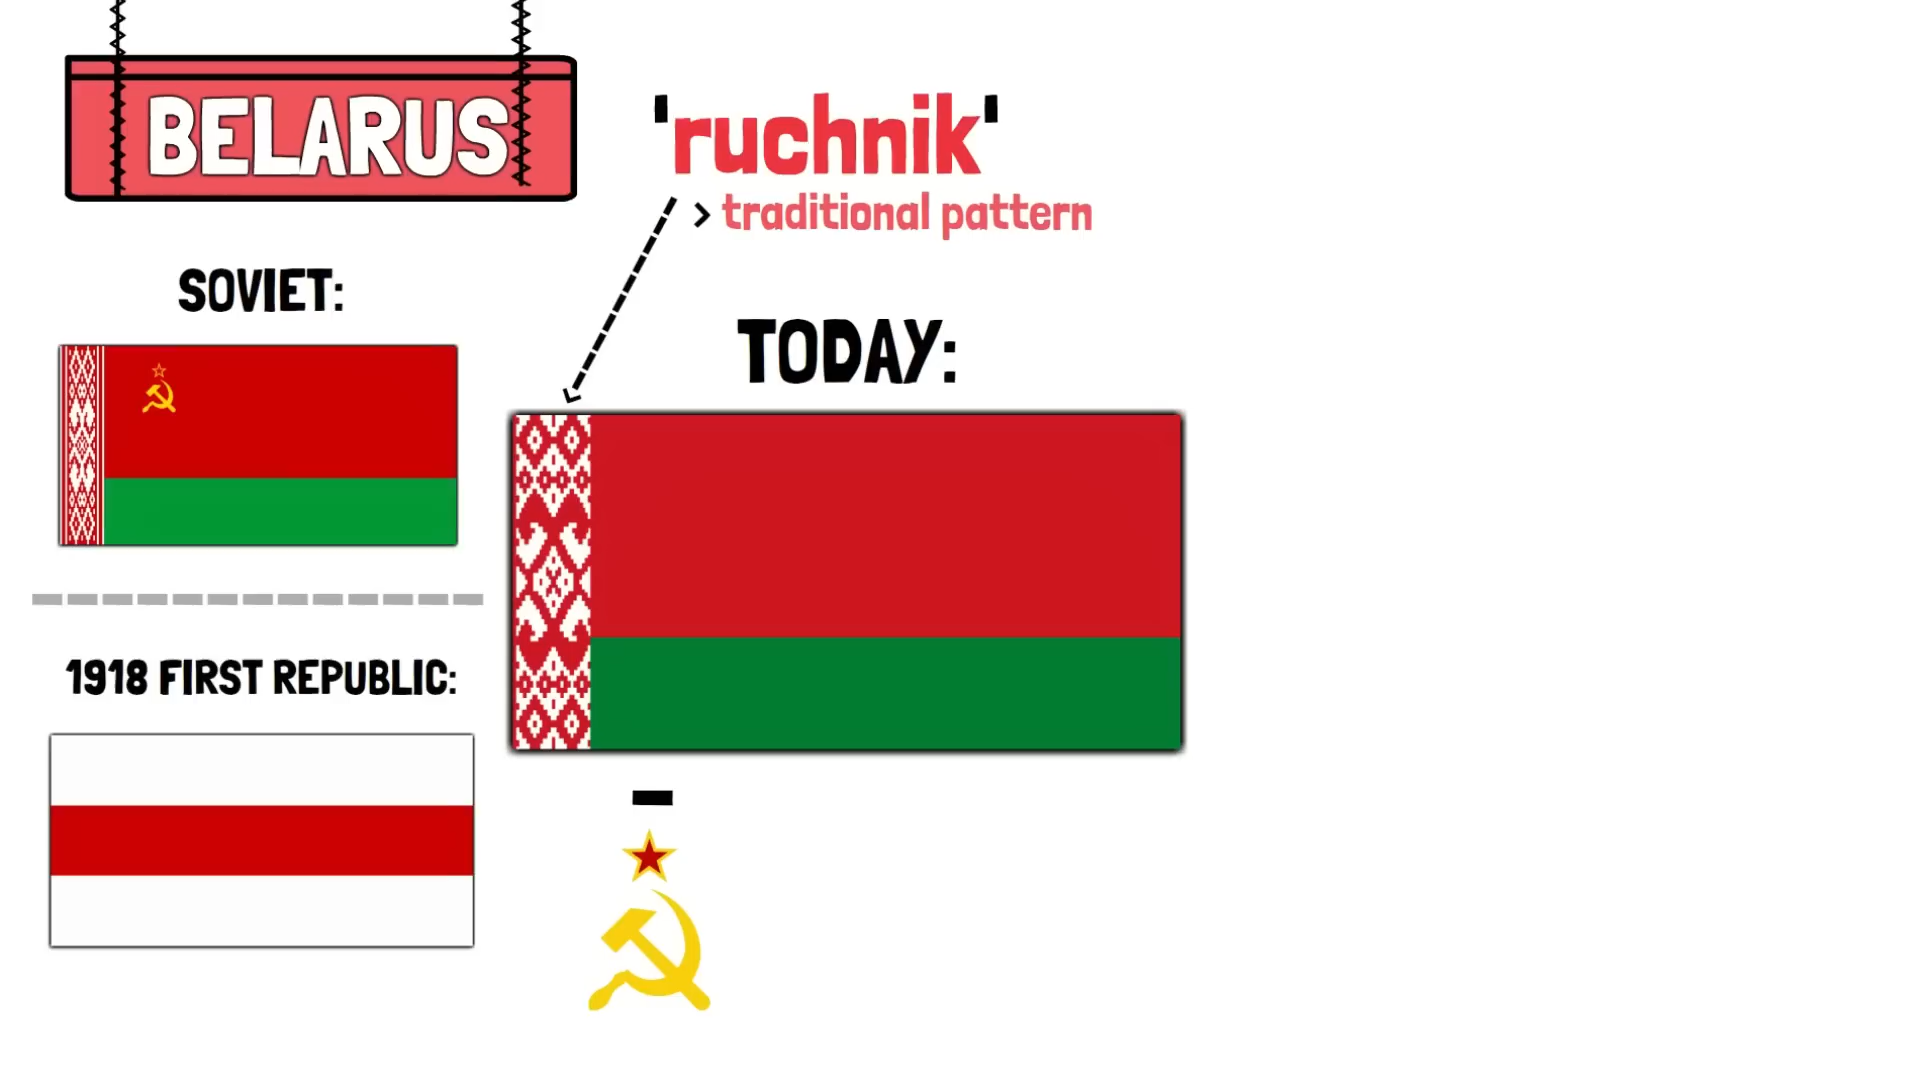 BELARUS
'ruchnik'
> traditional pattern
SOVIET:
TODAY:
1918 FIRST REPUBLIC: